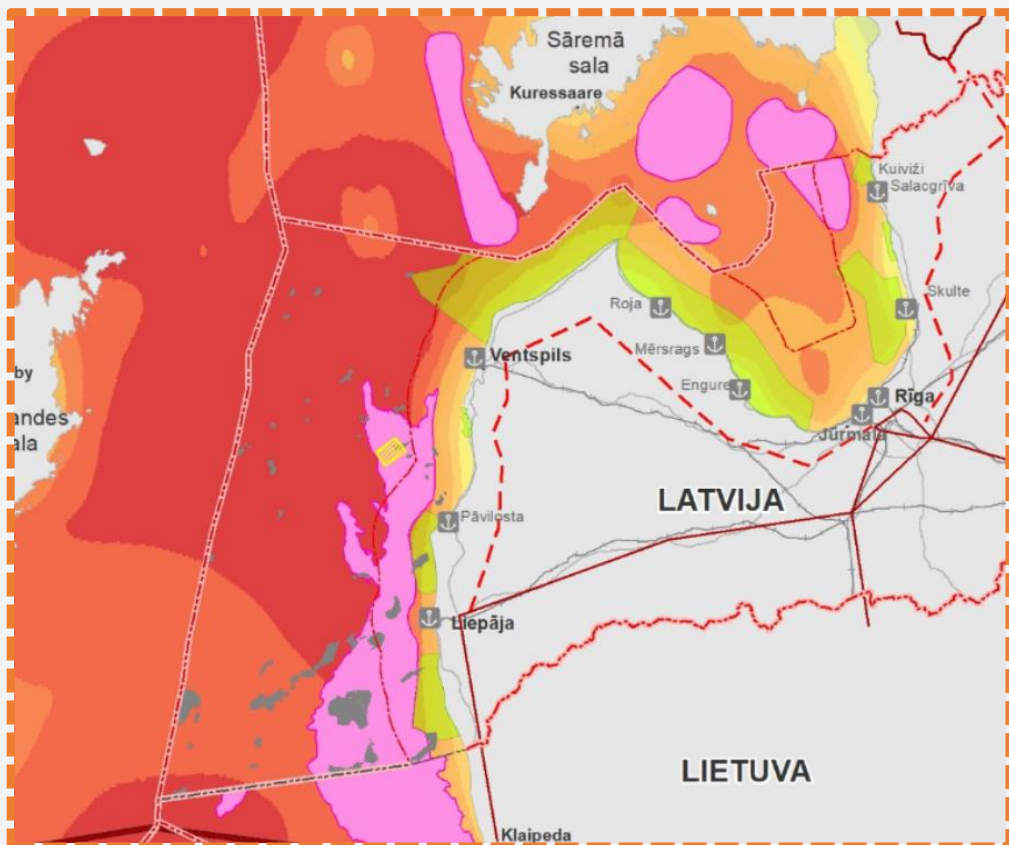 Sāremā
sala
Kuressaare
Kuiviži
Salacgrīva
Roja
Skulte
Mērsrags
Ventspils
by
Engure
Rīga
andes
ala
Jūrmala
LATVIJA
Pāvilosta
Liepāja
LIETUVA
Klaipeda